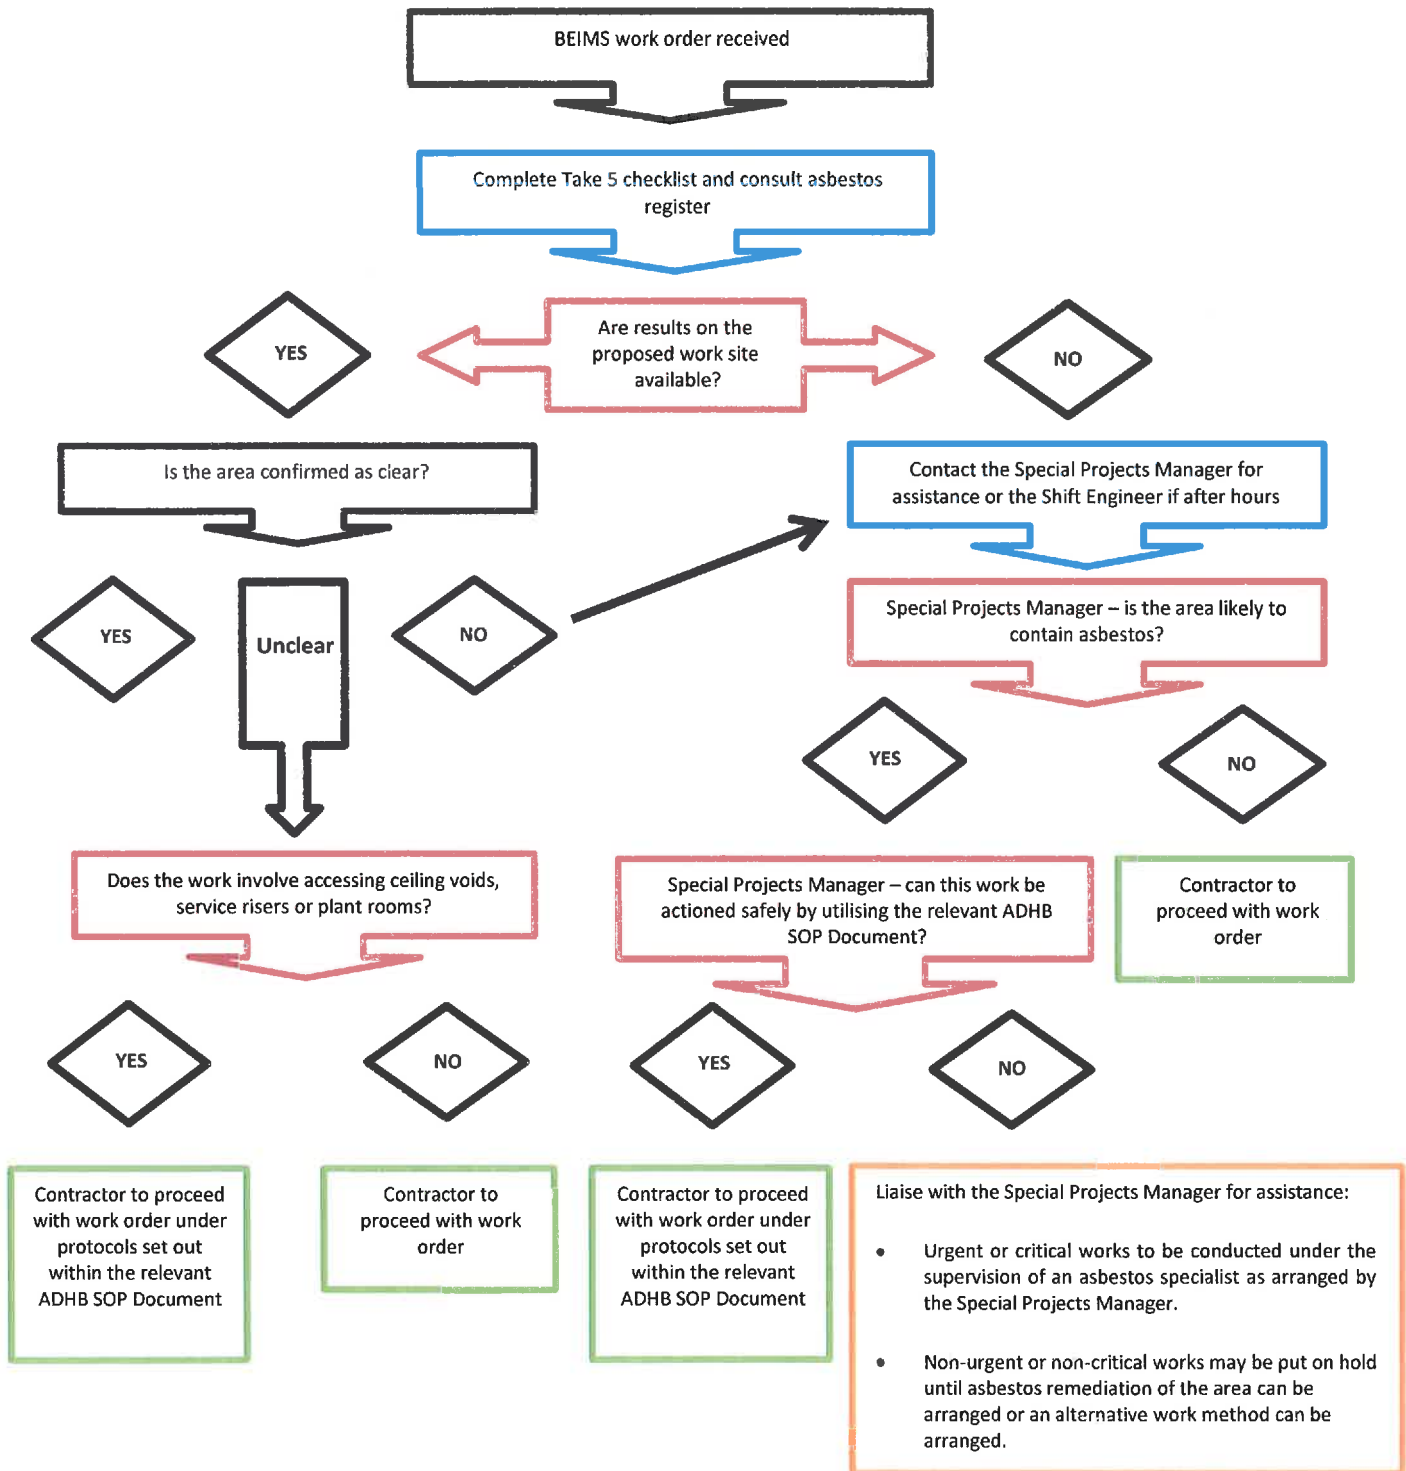 BEIMS work order received
Complete Take 5 checklist and consult asbestos
register
Are results on the
proposed work site
available?
YES
NO
Is the area confirmed as clear?
Contact the Special Projects Manager for
assistance or the Shift Engineer if after hours
YES
Unclear
NO
Special Projects Manager – is the area likely to
contain asbestos?
YES
NO
Does the work involve accessing ceiling voids,
service risers or plant rooms?
Special Projects Manager – can this work be
actioned safely by utilising the relevant ADHB
SOP Document?
Contractor to
proceed with work
order
YES
NO
YES
NO
Contractor to proceed
with work order under
protocols set out
within the relevant
ADHB SOP Document
Contractor to
proceed with work
order
Contractor to proceed
with work order under
protocols set out
within the relevant
ADHB SOP Document
Liaise with the Special Projects Manager for assistance:
• Urgent or critical works to be conducted under the
supervision of an asbestos specialist as arranged by
the Special Projects Manager.
• Non-urgent or non-critical works may be put on hold
until asbestos remediation of the area can be
arranged or an alternative work method can be
arranged.